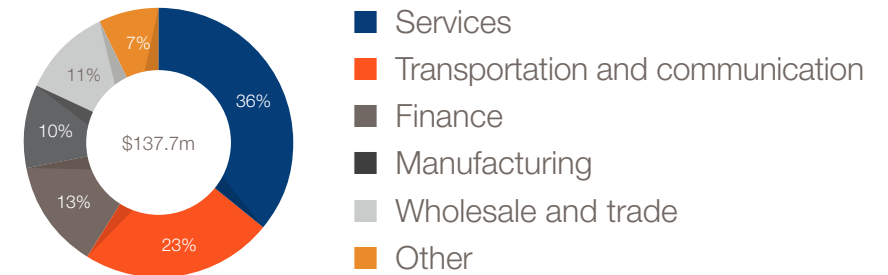 7%
11%
36%
10%
$137.7m
13%
23%
Services
Transportation and communication
Finance
Manufacturing
Wholesale and trade
Other